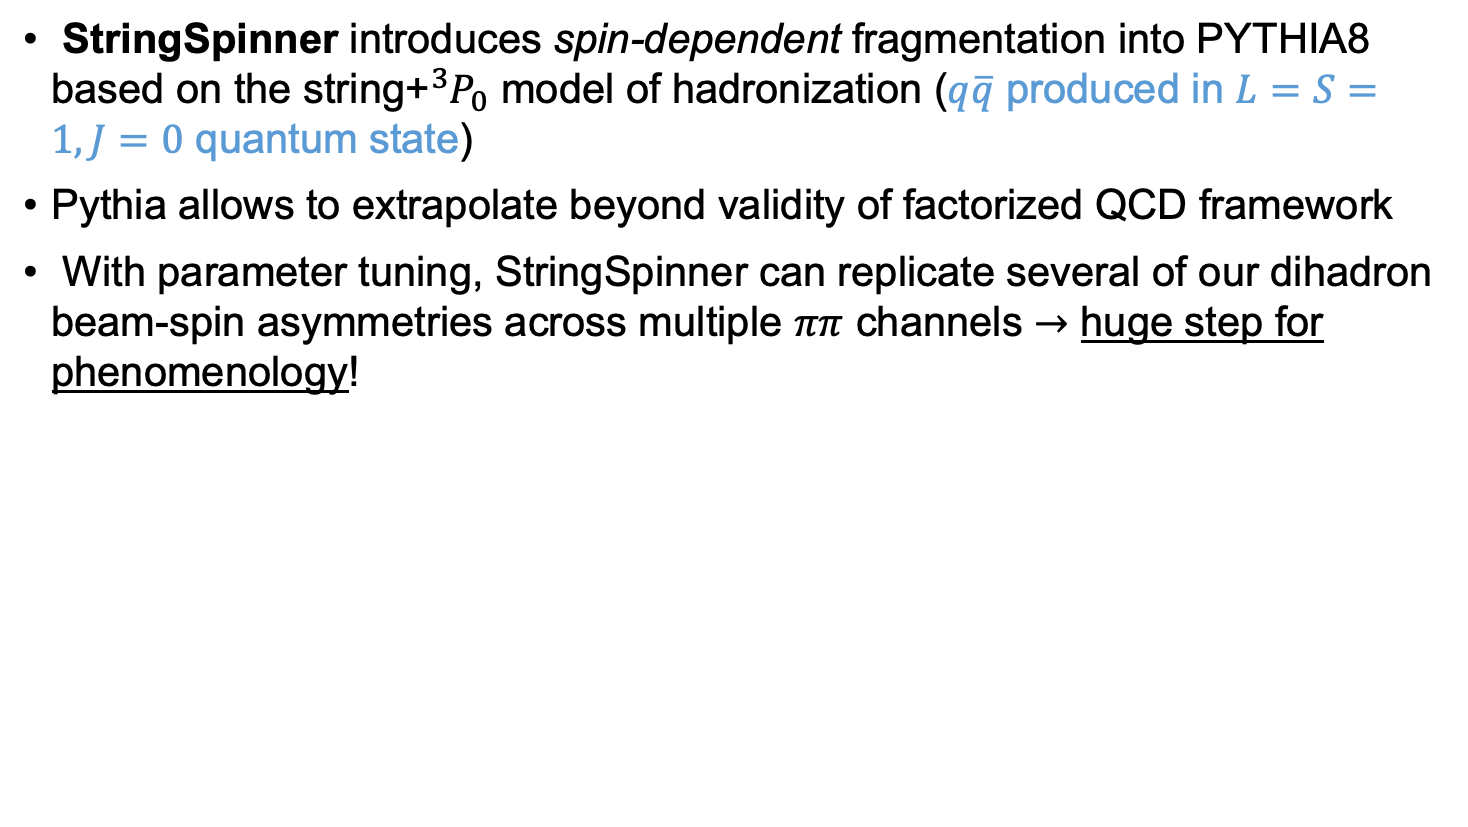 • StringSpinner introduces spin-dependent fragmentation into PYTHIA8
based on the string+³P₀ model of hadronization (qq̄ produced in L = S =
1, J = 0 quantum state)
• Pythia allows to extrapolate beyond validity of factorized QCD framework
• With parameter tuning, StringSpinner can replicate several of our dihadron
beam-spin asymmetries across multiple ππ channels → huge step for
phenomenology!